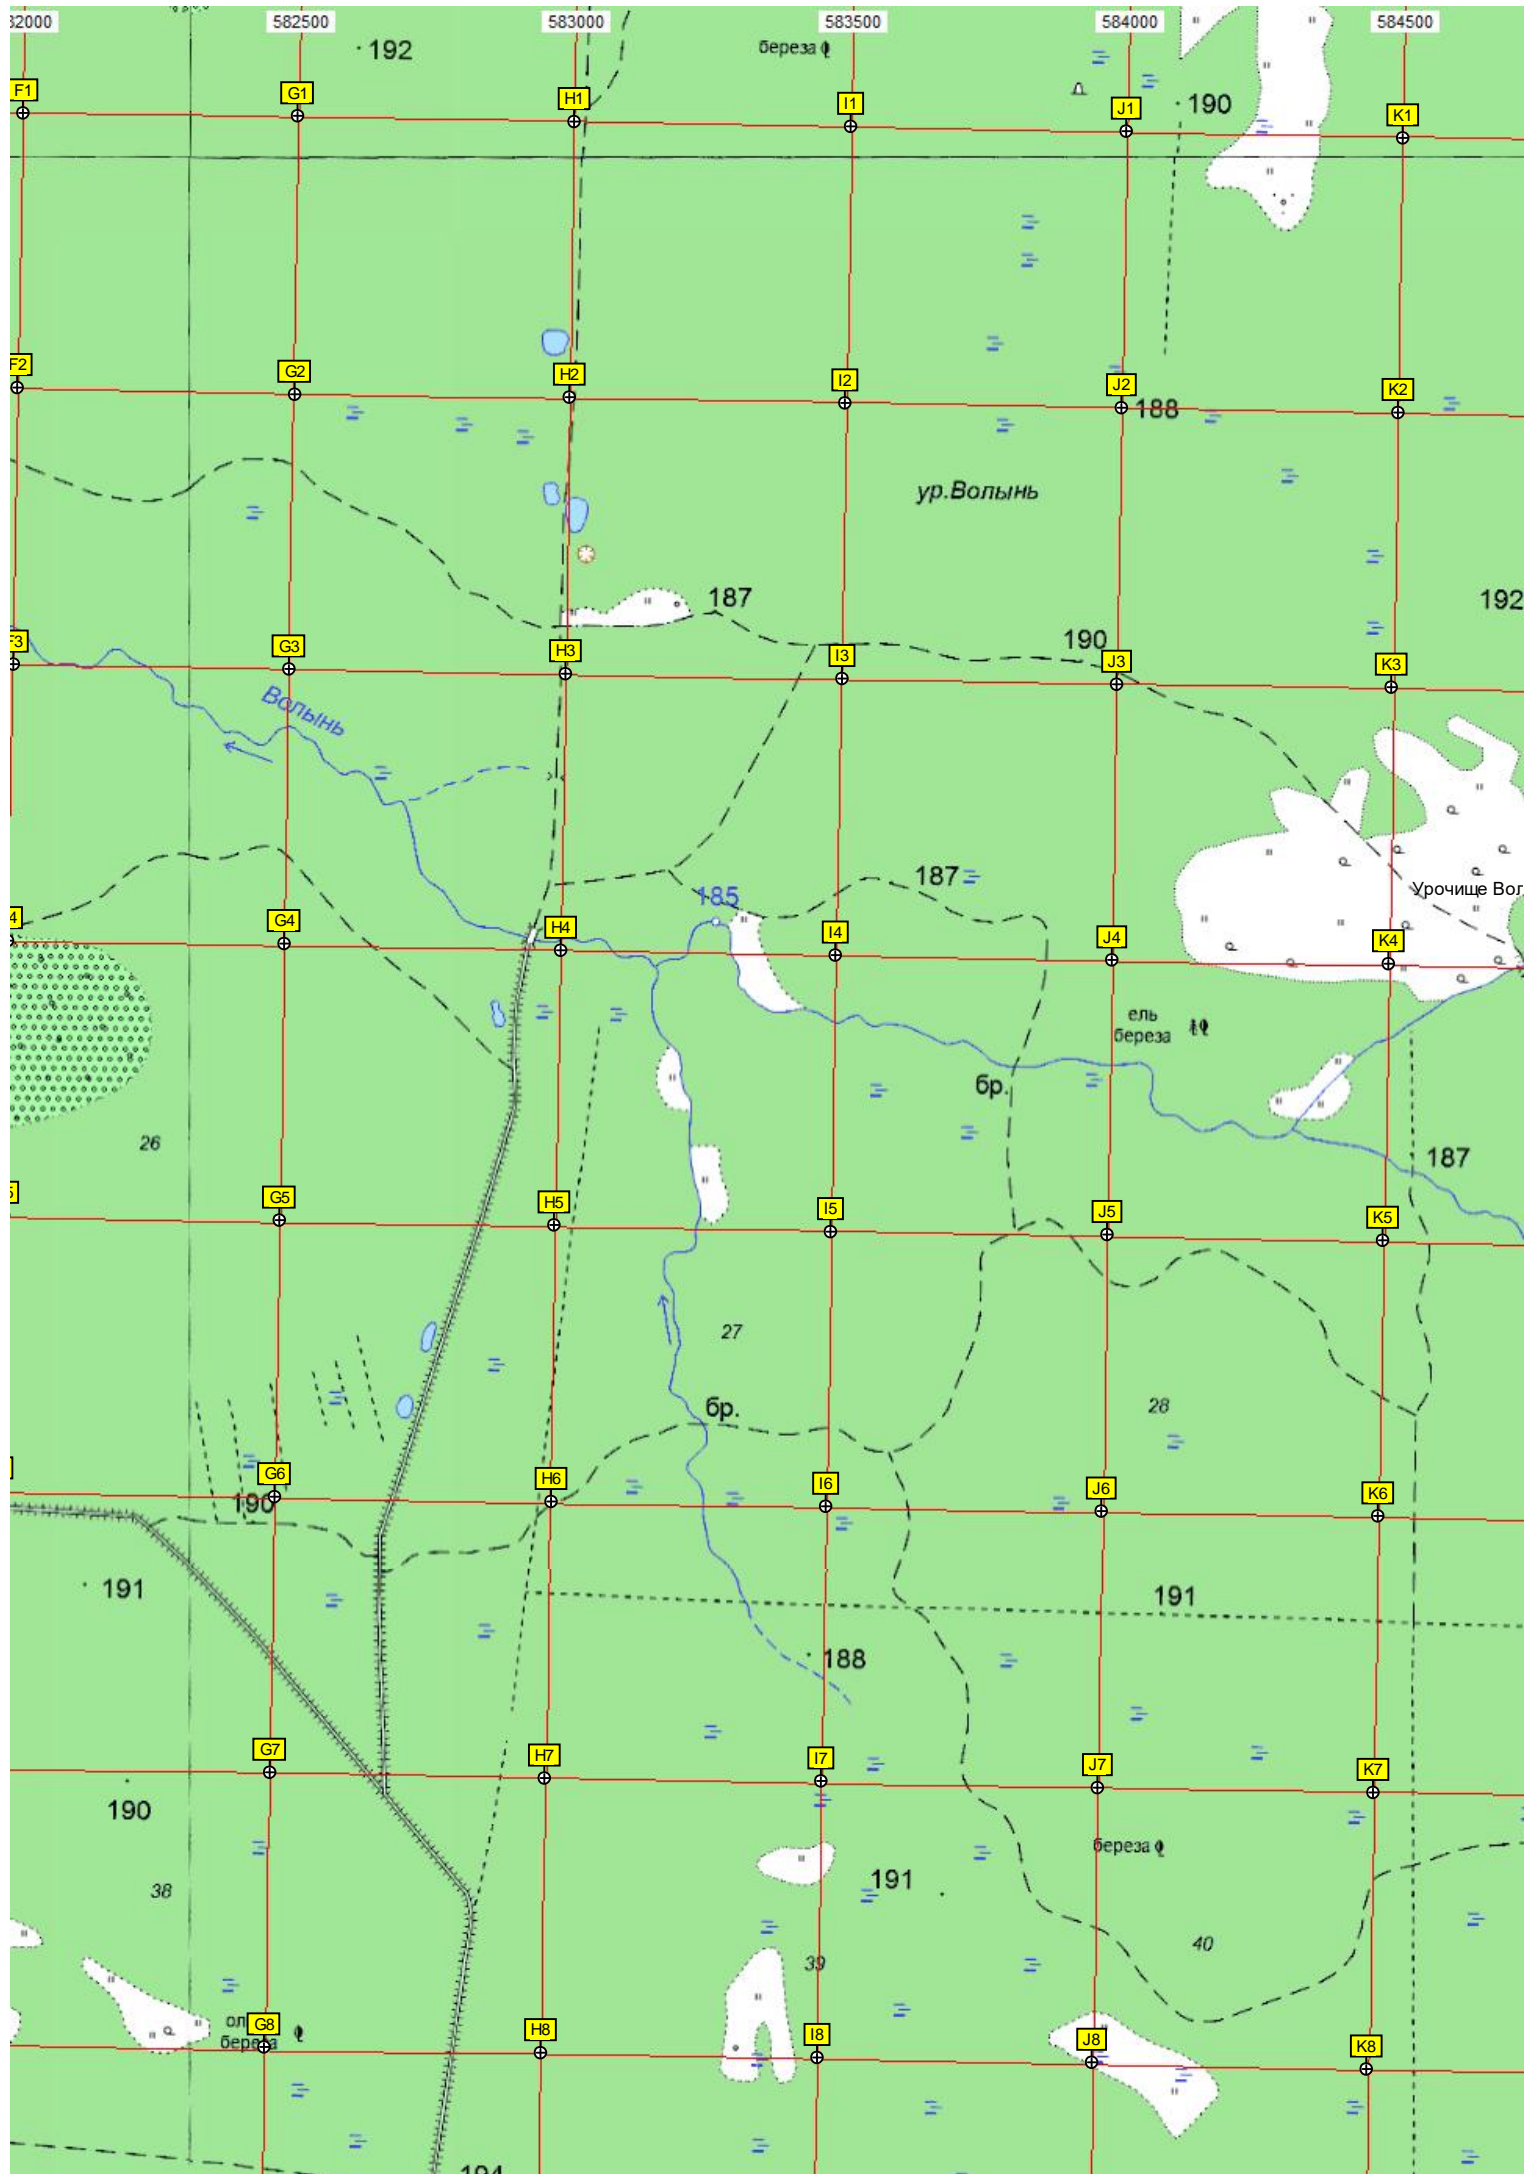 582500
583000
583500
584000
584500
192
береза
190
F1
G1
H1
I1
J1
K1
F2
G2
H2
I2
J2
K2
188
ур.Волынь
187
192
190
F3
G3
H3
I3
J3
K3
Волынь
187
185
Урочище
G4
H4
I4
J4
K4
ель
береза
бр.
26
187
G5
H5
I5
J5
K5
27
бр.
28
G6
H6
I6
J6
K6
190
191
191
188
G7
H7
I7
J7
K7
190
береза
38
191
39
40
G8
H8
I8
J8
K8
береза